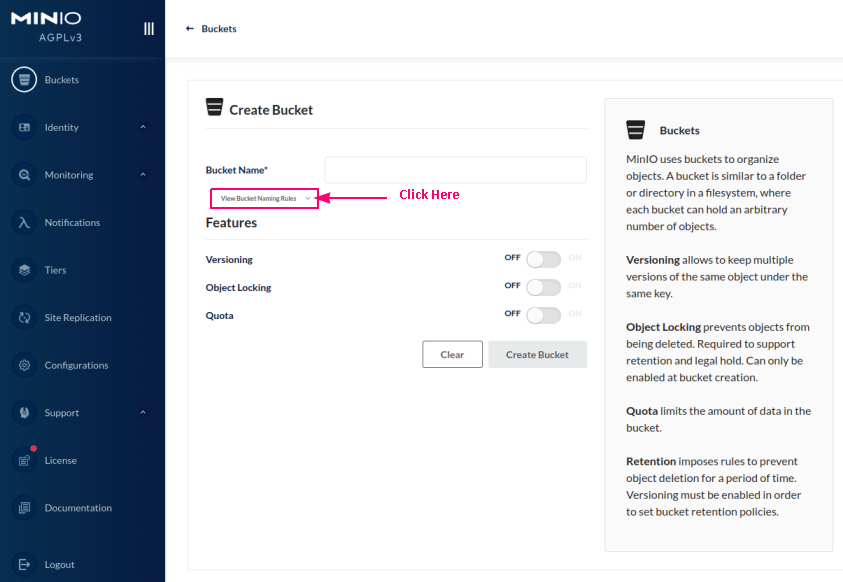 MINIO
AGPLv3
Buckets
Identity
Monitoring
Notifications
Tiers
Site Replication
Configurations
Support
License
Documentation
Logout
← Buckets
Create Bucket
Bucket Name*
View Bucket Naming Rules
Click Here
Features
Versioning OFF ON
Object Locking OFF ON
Quota OFF ON
Clear Create Bucket
Buckets
MinIO uses buckets to organize
objects. A bucket is similar to a folder
or directory in a filesystem, where
each bucket can hold an arbitrary
number of objects.
Versioning allows to keep multiple
versions of the same object under the
same key.
Object Locking prevents objects from
being deleted. Required to support
retention and legal hold. Can only be
enabled at bucket creation.
Quota limits the amount of data in the
bucket.
Retention imposes rules to prevent
object deletion for a period of time.
Versioning must be enabled in order
to set bucket retention policies.